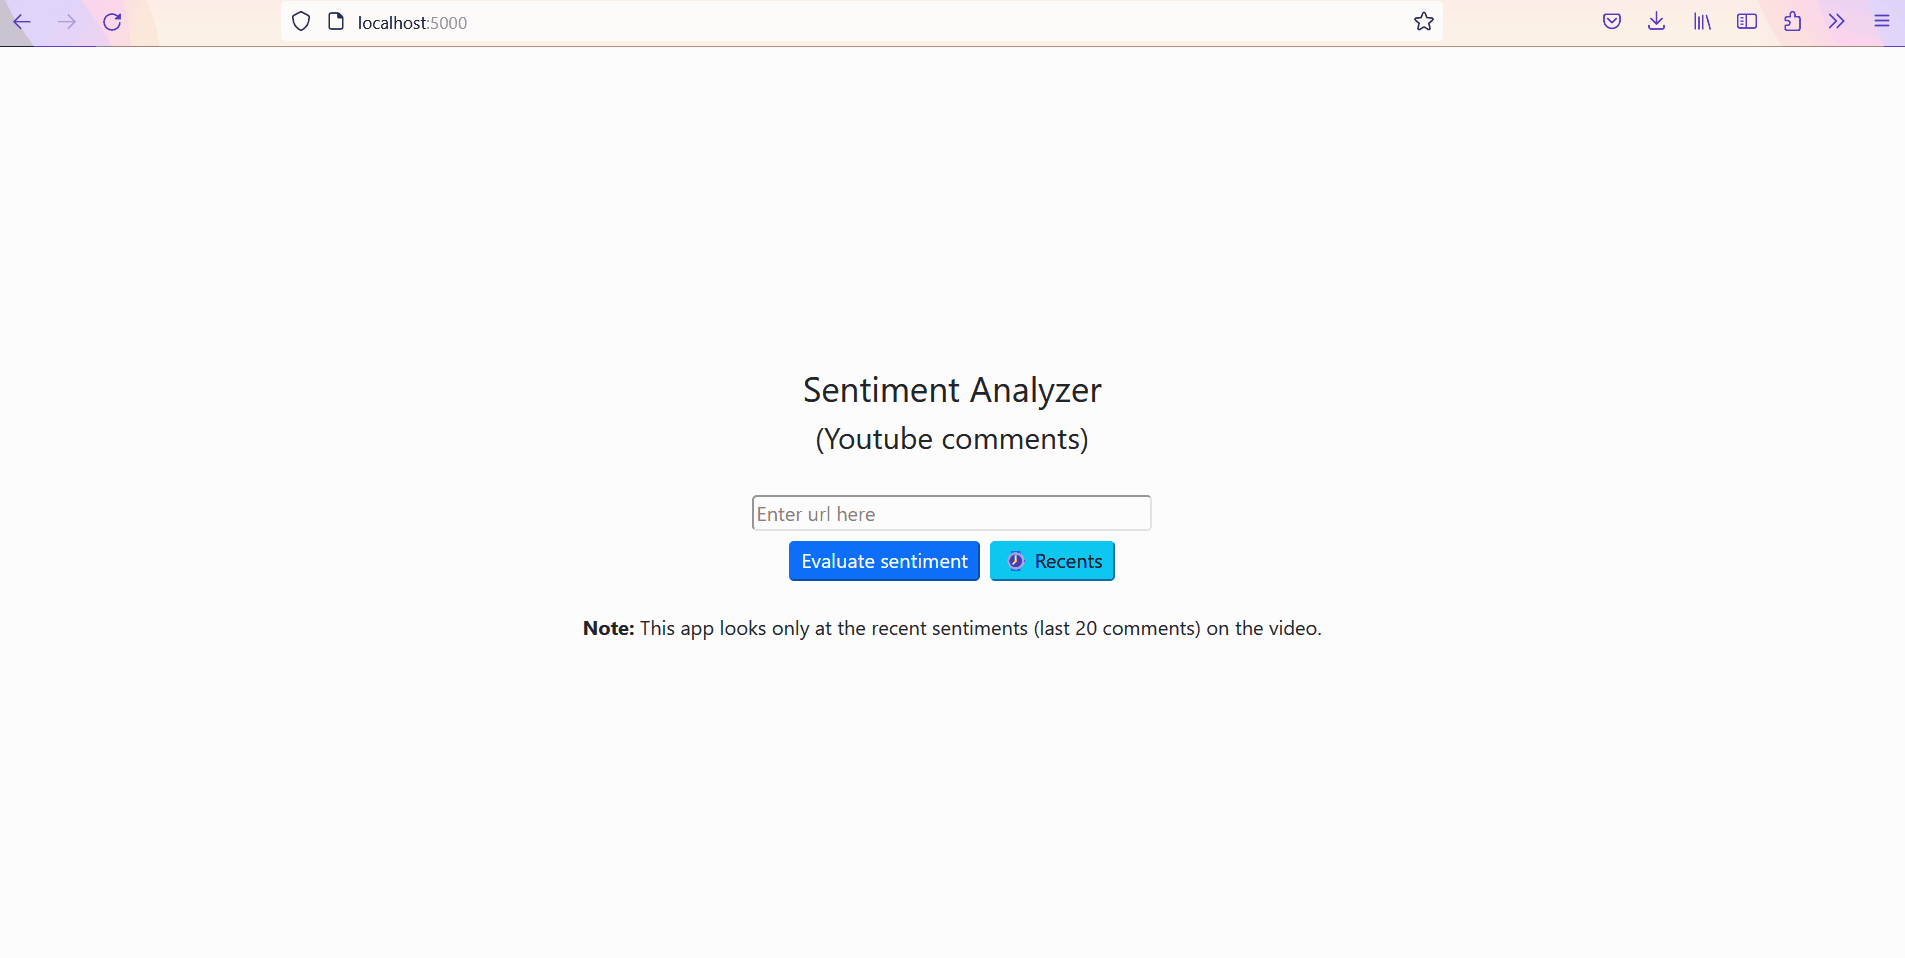 localhost:5000
Sentiment Analyzer
(Youtube comments)
Enter url here
Evaluate sentiment Recents
Note: This app looks only at the recent sentiments (last 20 comments) on the video.